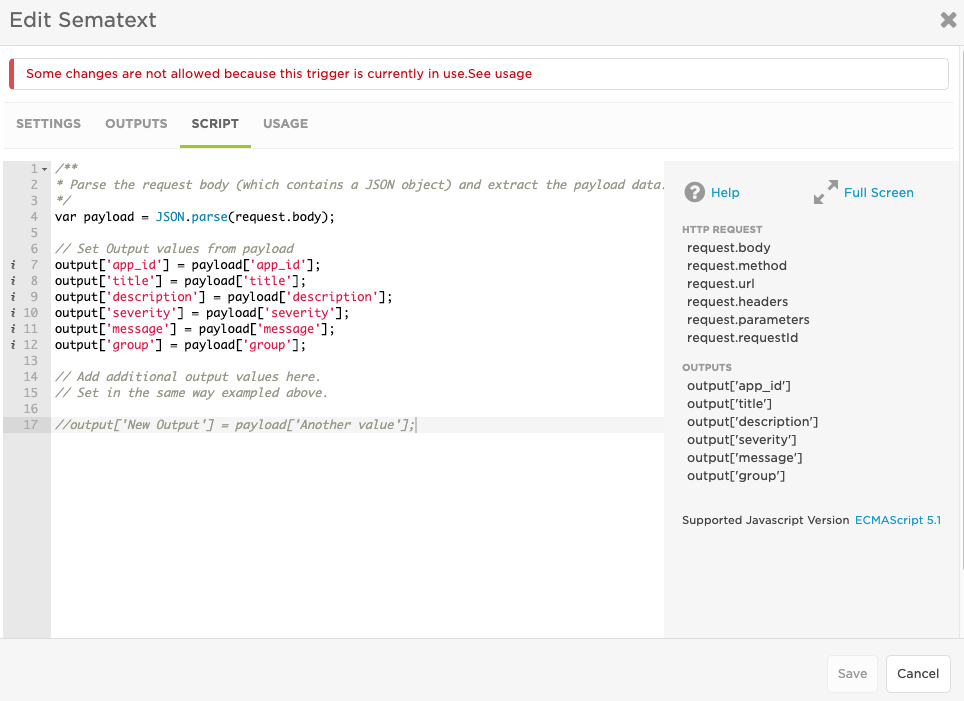 Edit Sematext
Some changes are not allowed because this trigger is currently in use.See usage
SETTINGS OUTPUTS SCRIPT USAGE
1 /**
2 * Parse the request body (which contains a JSON object) and extract the payload data.
3 */
4 var payload = JSON.parse(request.body);
5
6 // Set Output values from payload
i 7 output['app_id'] = payload['app_id'];
i 8 output['title'] = payload['title'];
i 9 output['description'] = payload['description'];
i 10 output['severity'] = payload['severity'];
i 11 output['message'] = payload['message'];
i 12 output['group'] = payload['group'];
13
14 // Add additional output values here.
15 // Set in the same way exampled above.
16
17 //output['New Output'] = payload['Another value'];
? Help Full Screen
HTTP REQUEST
request.body
request.method
request.url
request.headers
request.parameters
request.requestId
OUTPUTS
output['app_id']
output['title']
output['description']
output['severity']
output['message']
output['group']
Supported Javascript Version ECMAScript 5.1
Save Cancel